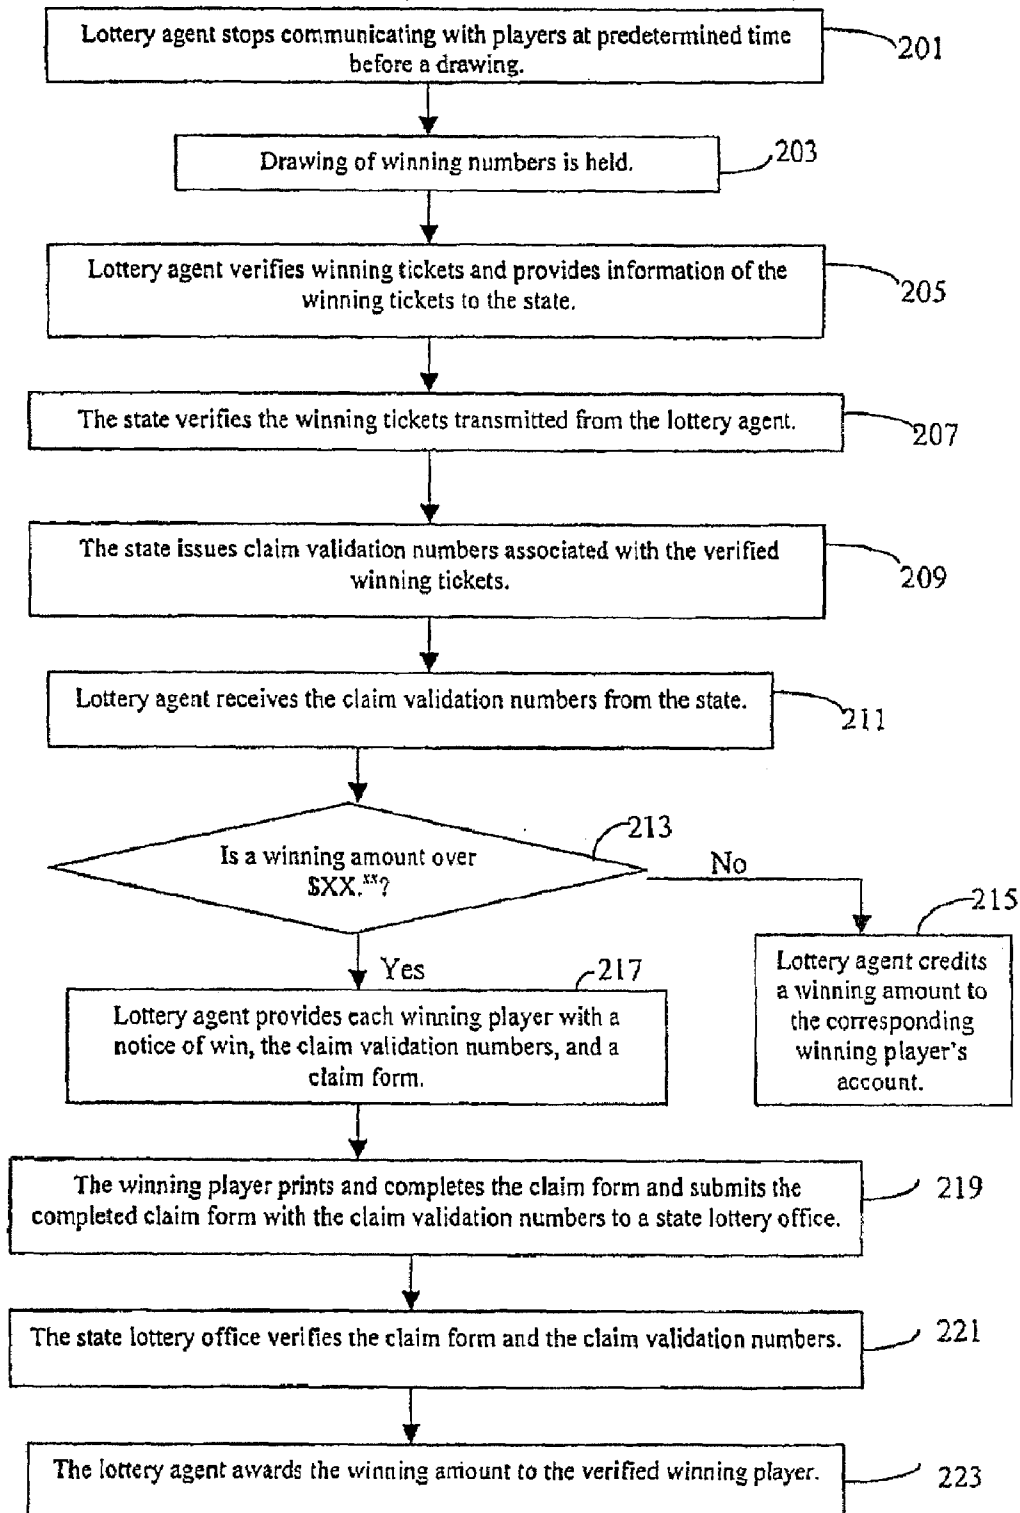 Lottery agent stops communicating with players at predetermined time
before a drawing.
201
Drawing of winning numbers is held.
203
Lottery agent verifies winning tickets and provides information of the
winning tickets to the state.
205
The state verifies the winning tickets transmitted from the lottery agent.
207
The state issues claim validation numbers associated with the verified
winning tickets.
209
Lottery agent receives the claim validation numbers from the state.
211
Is a winning amount over
$XX.xx?
213
No
215
Lottery agent credits
a winning amount to
the corresponding
winning player's
account.
Yes
217
Lottery agent provides each winning player with a
notice of win, the claim validation numbers, and a
claim form.
The winning player prints and completes the claim form and submits the
completed claim form with the claim validation numbers to a state lottery office.
219
The state lottery office verifies the claim form and the claim validation numbers.
221
The lottery agent awards the winning amount to the verified winning player.
223